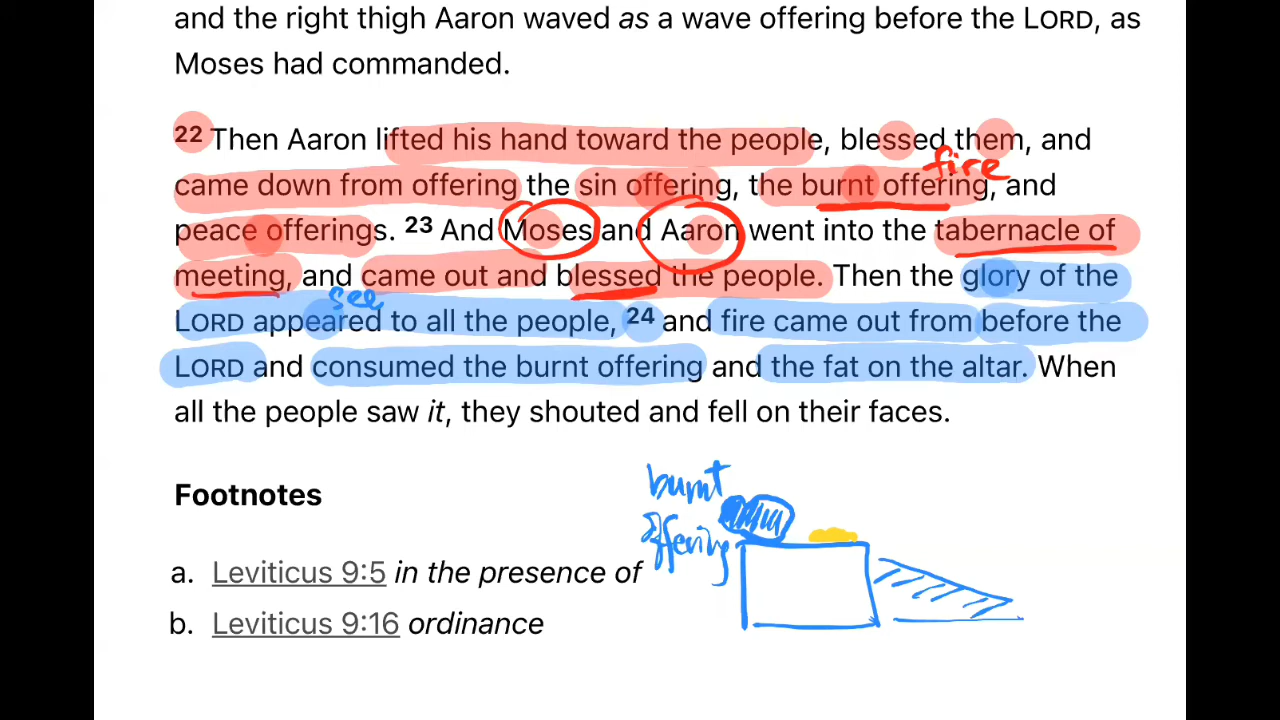 and the right thigh Aaron waved as a wave offering before the LORD, as
Moses had commanded.
22 Then Aaron lifted his hand toward the people, blessed them, and
fire
came down from offering the sin offering, the burnt offering, and
peace offerings. 23 And Moses and Aaron went into the tabernacle of
meeting, and came out and blessed the people. Then the glory of the
see
LORD appeared to all the people, 24 and fire came out from before the
LORD and consumed the burnt offering and the fat on the altar. When
all the people saw it, they shouted and fell on their faces.
burnt
Footnotes
offering
a. Leviticus 9:5 in the presence of
b. Leviticus 9:16 ordinance